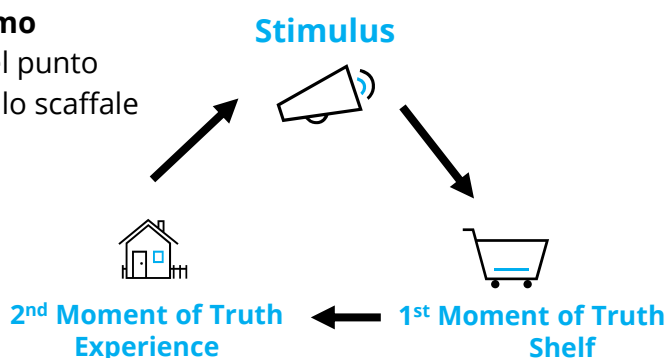 mo
Stimulus
l punto
lo scaffale
2nd Moment of Truth
Experience
1st Moment of Truth
Shelf